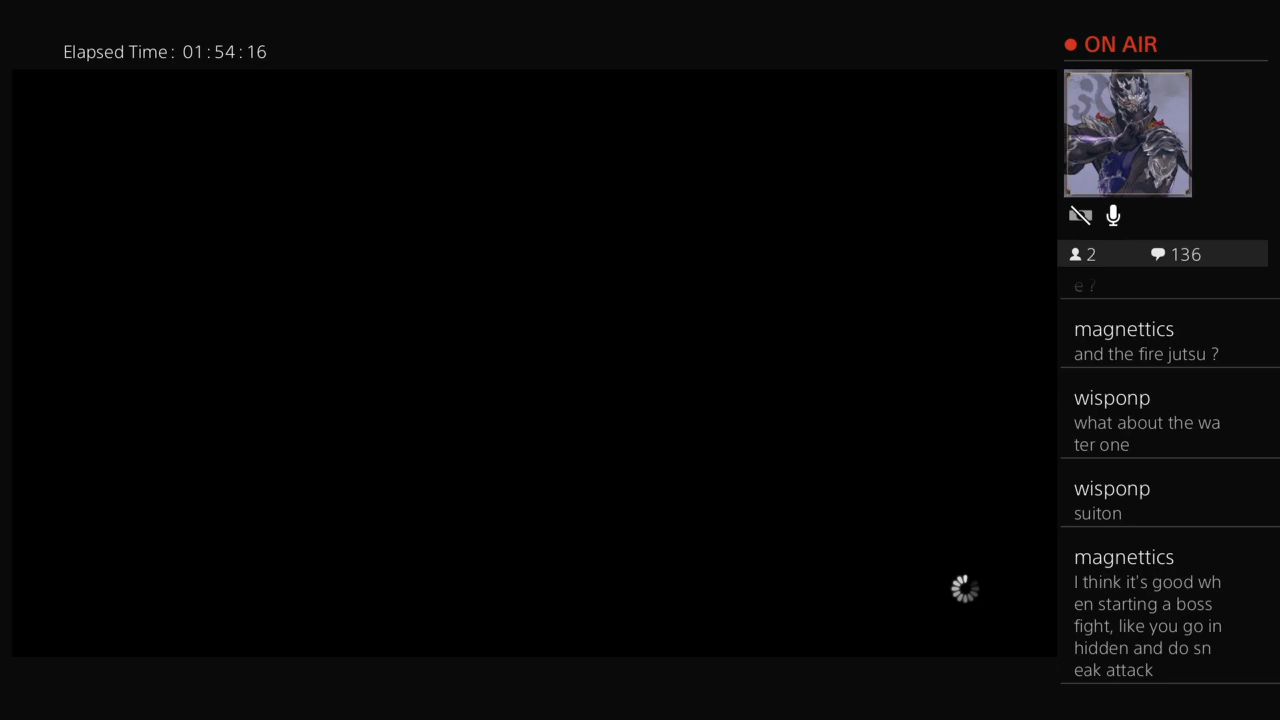 Elapsed Time: 01:54:16
ON AIR
2 136
e ?
magnettics
and the fire jutsu ?
wisponp
what about the wa
ter one
wisponp
suiton
magnettics
I think it's good wh
en starting a boss
fight, like you go in
hidden and do sn
eak attack